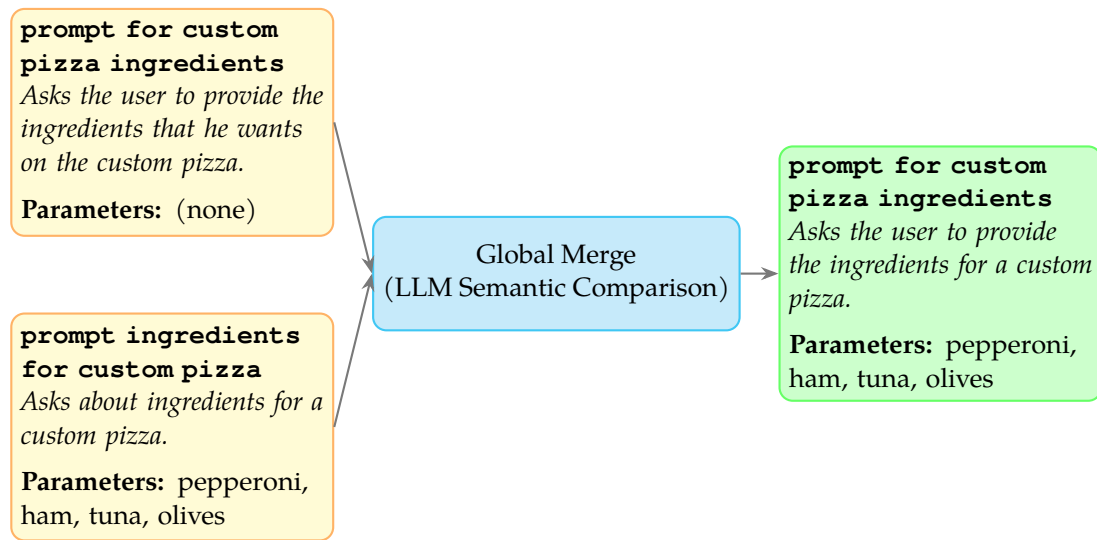 prompt for custom
pizza ingredients
Asks the user to provide the
ingredients that he wants
on the custom pizza.
Parameters: (none)
prompt ingredients
for custom pizza
Asks about ingredients for a
custom pizza.
Parameters: pepperoni,
ham, tuna, olives
Global Merge
(LLM Semantic Comparison)
prompt for custom
pizza ingredients
Asks the user to provide
the ingredients for a custom
pizza.
Parameters: pepperoni,
ham, tuna, olives